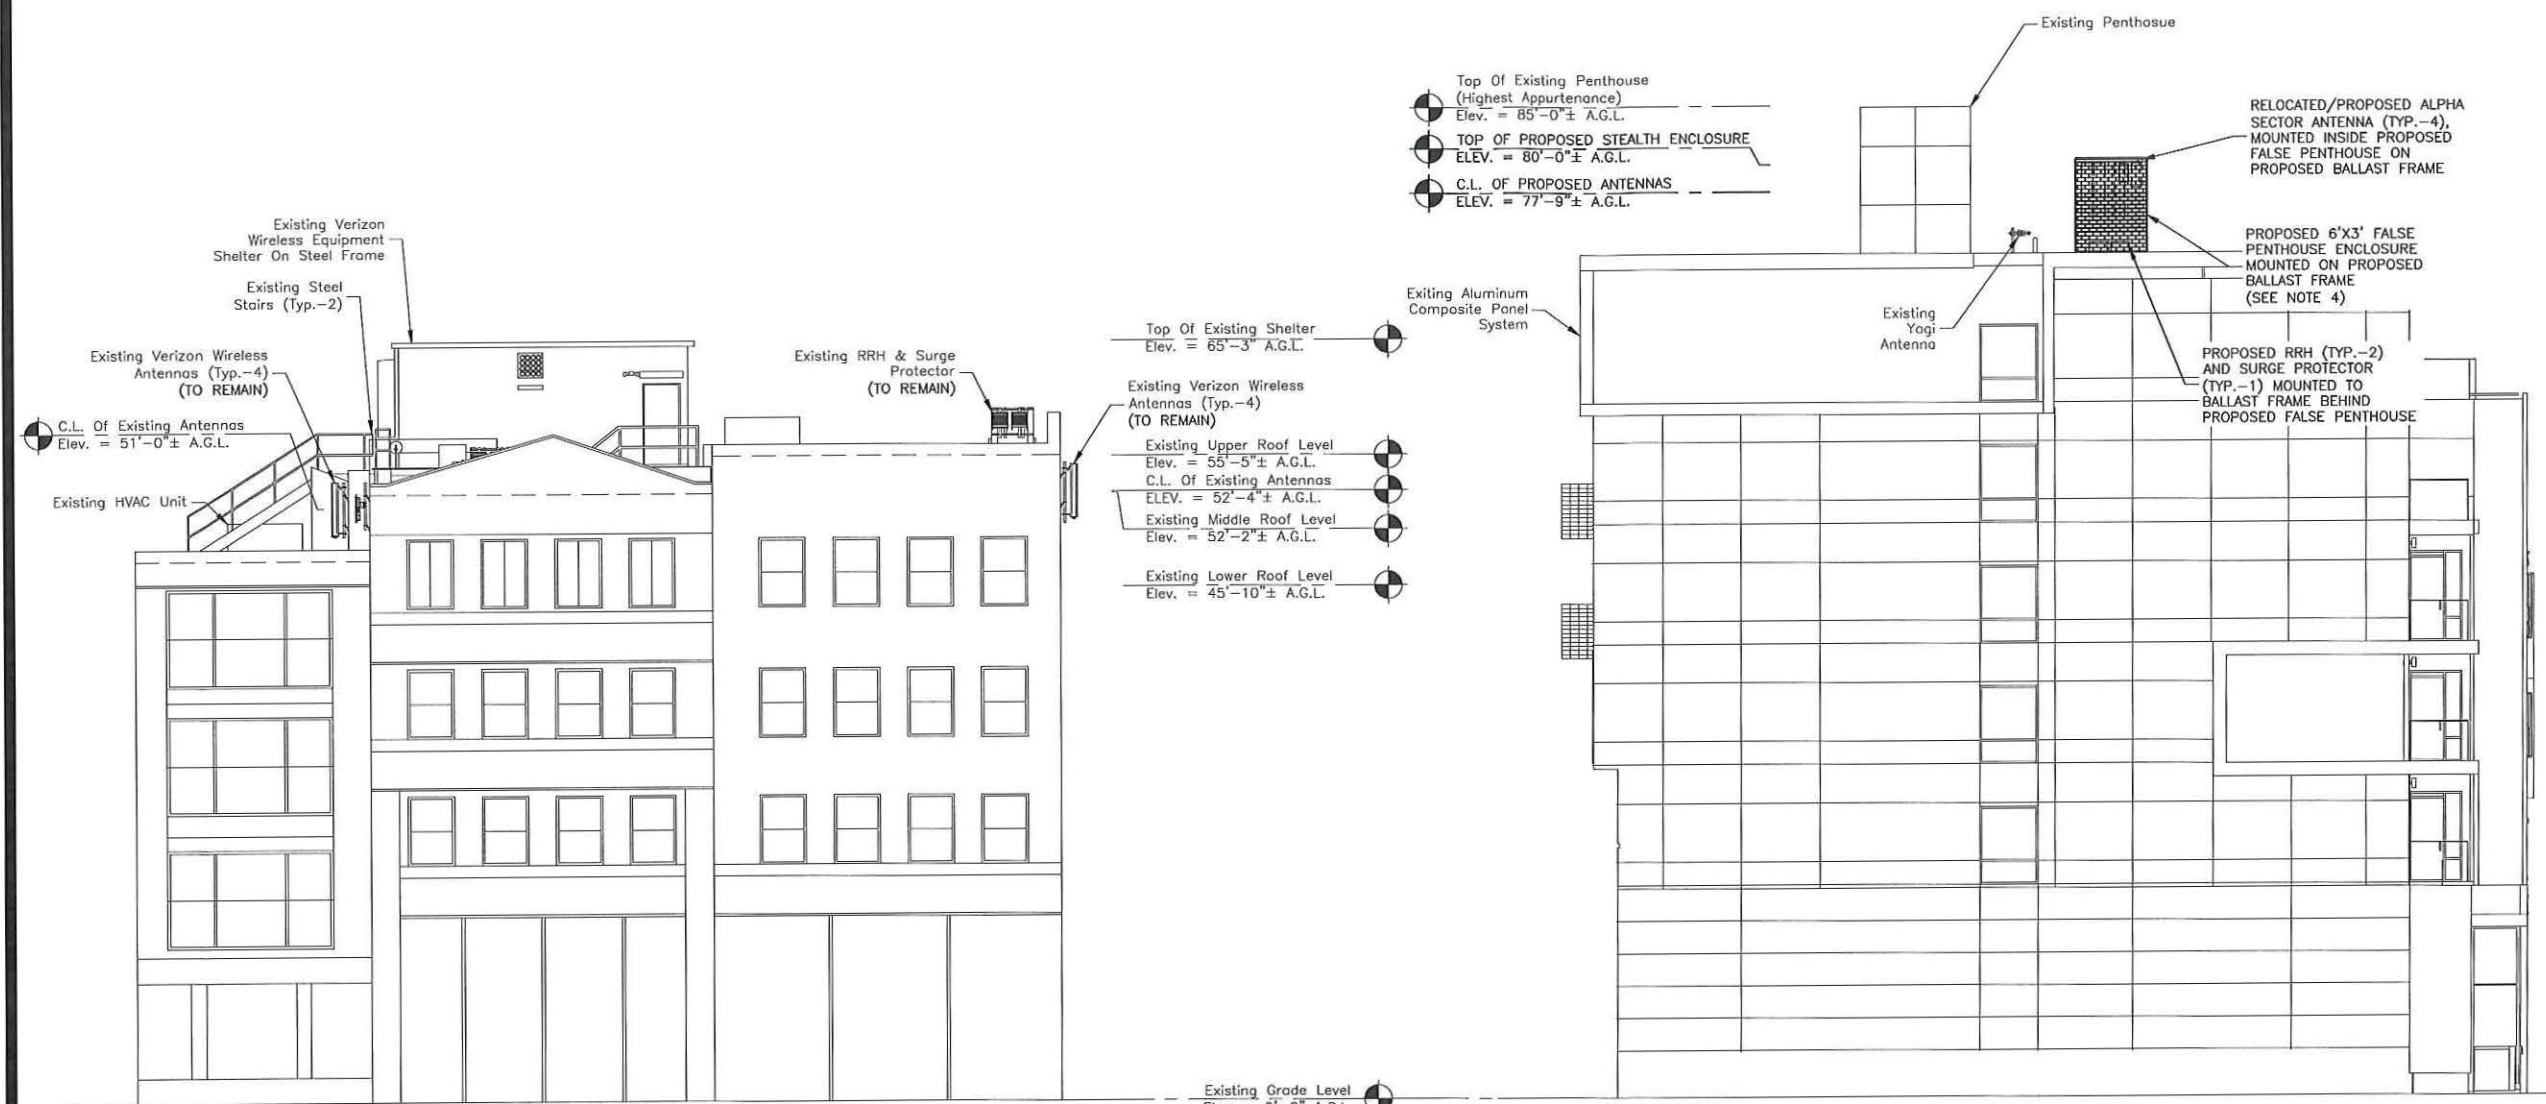 Existing Penthosue
Top Of Existing Penthouse
(Highest Appurtenance)
Elev. = 85'-0"± A.G.L.
TOP OF PROPOSED STEALTH ENCLOSURE
ELEV. = 80'-0"± A.G.L.
C.L. OF PROPOSED ANTENNAS
ELEV. = 77'-9"± A.G.L.
RELOCATED/PROPOSED ALPHA
SECTOR ANTENNA (TYP.-4),
MOUNTED INSIDE PROPOSED
FALSE PENTHOUSE ON
PROPOSED BALLAST FRAME
PROPOSED 6'X3' FALSE
PENTHOUSE ENCLOSURE
MOUNTED ON PROPOSED
BALLAST FRAME
(SEE NOTE 4)
Existing Verizon
Wireless Equipment
Shelter On Steel Frame
Existing Steel
Stairs (Typ.-2)
Existing Verizon Wireless
Antennas (Typ.-4)
(TO REMAIN)
C.L. Of Existing Antennas
Elev. = 51'-0"± A.G.L.
Existing HVAC Unit
Existing RRH & Surge
Protector
(TO REMAIN)
Existing Verizon Wireless
Antennas (Typ.-4)
(TO REMAIN)
Top Of Existing Shelter
Elev. = 65'-3" A.G.L.
Existing Upper Roof Level
Elev. = 55'-5"± A.G.L.
C.L. Of Existing Antennas
ELEV. = 52'-4"± A.G.L.
Existing Middle Roof Level
Elev. = 52'-2"± A.G.L.
Existing Lower Roof Level
Elev. = 45'-10"± A.G.L.
Exiting Aluminum
Composite Panel
System
Existing
Yagi
Antenna
PROPOSED RRH (TYP.-2)
AND SURGE PROTECTOR
(TYP.-1) MOUNTED TO
BALLAST FRAME BEHIND
PROPOSED FALSE PENTHOUSE
Existing Grade Level